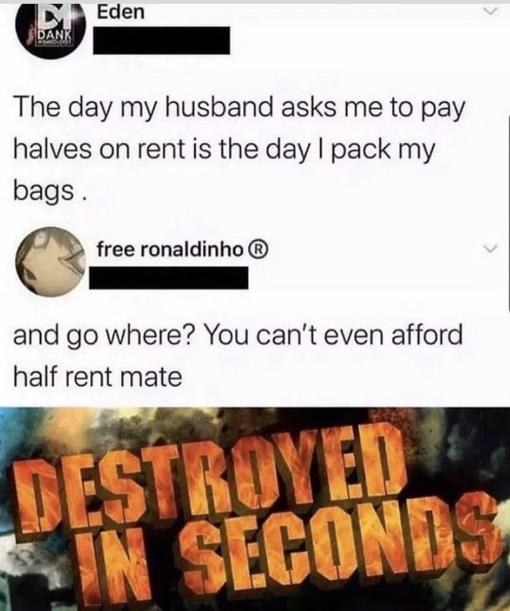 Eden
DANK
The day my husband asks me to pay
halves on rent is the day I pack my
bags .
free ronaldinho ®
and go where? You can't even afford
half rent mate
DESTROYED
IN SECONDS